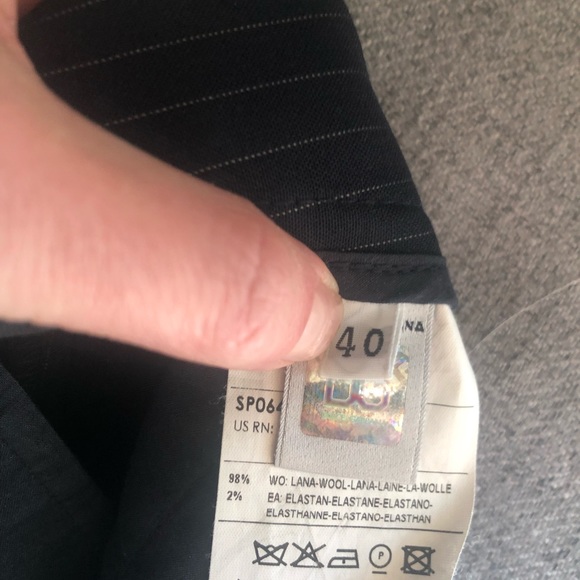 NA
40
SP064
US RN:
98% WO: LANA-WOOL-LANA-LAINE-LA-WOLLE
2% EA: ELASTAN-ELASTANE-ELASTANO-
ELASTHANNE-ELASTANO-ELASTHAN
P